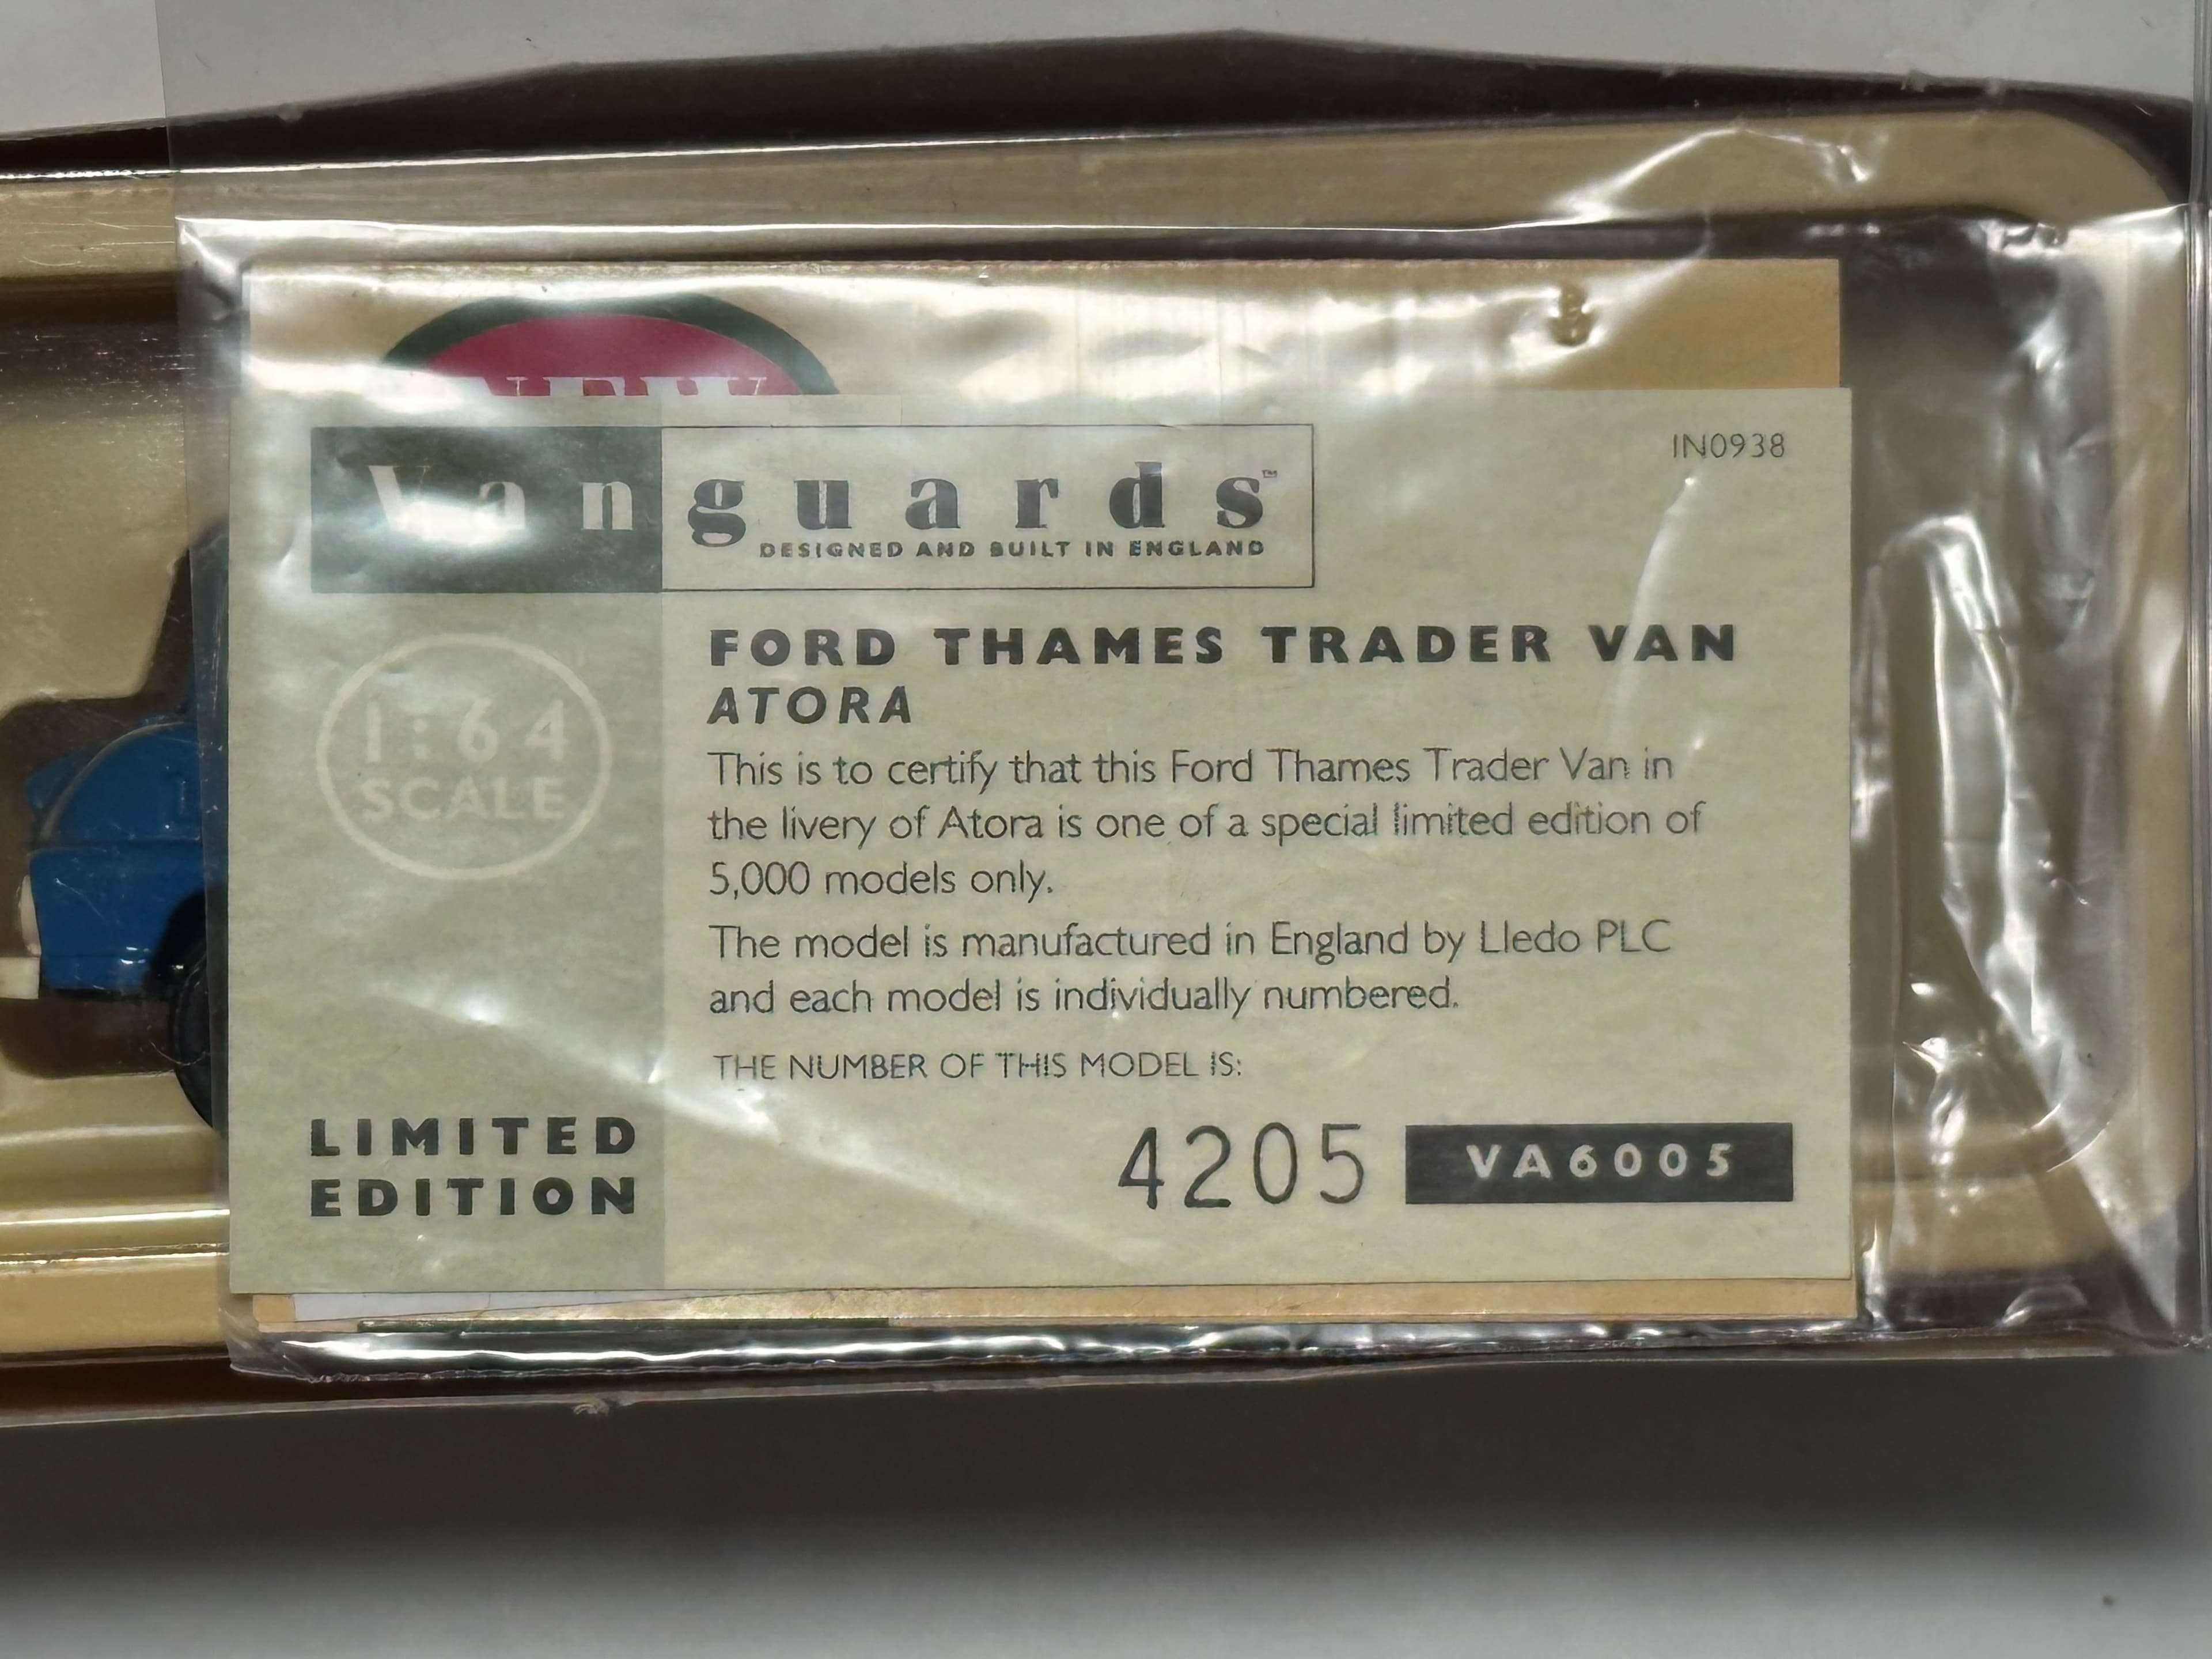 Vanguards™
DESIGNED AND BUILT IN ENGLAND
IN0938
1:64
SCALE
FORD THAMES TRADER VAN
ATORA
This is to certify that this Ford Thames Trader Van in
the livery of Atora is one of a special limited edition of
5,000 models only.
The model is manufactured in England by Lledo PLC
and each model is individually numbered.
THE NUMBER OF THIS MODEL IS:
LIMITED
EDITION
4205 VA6005